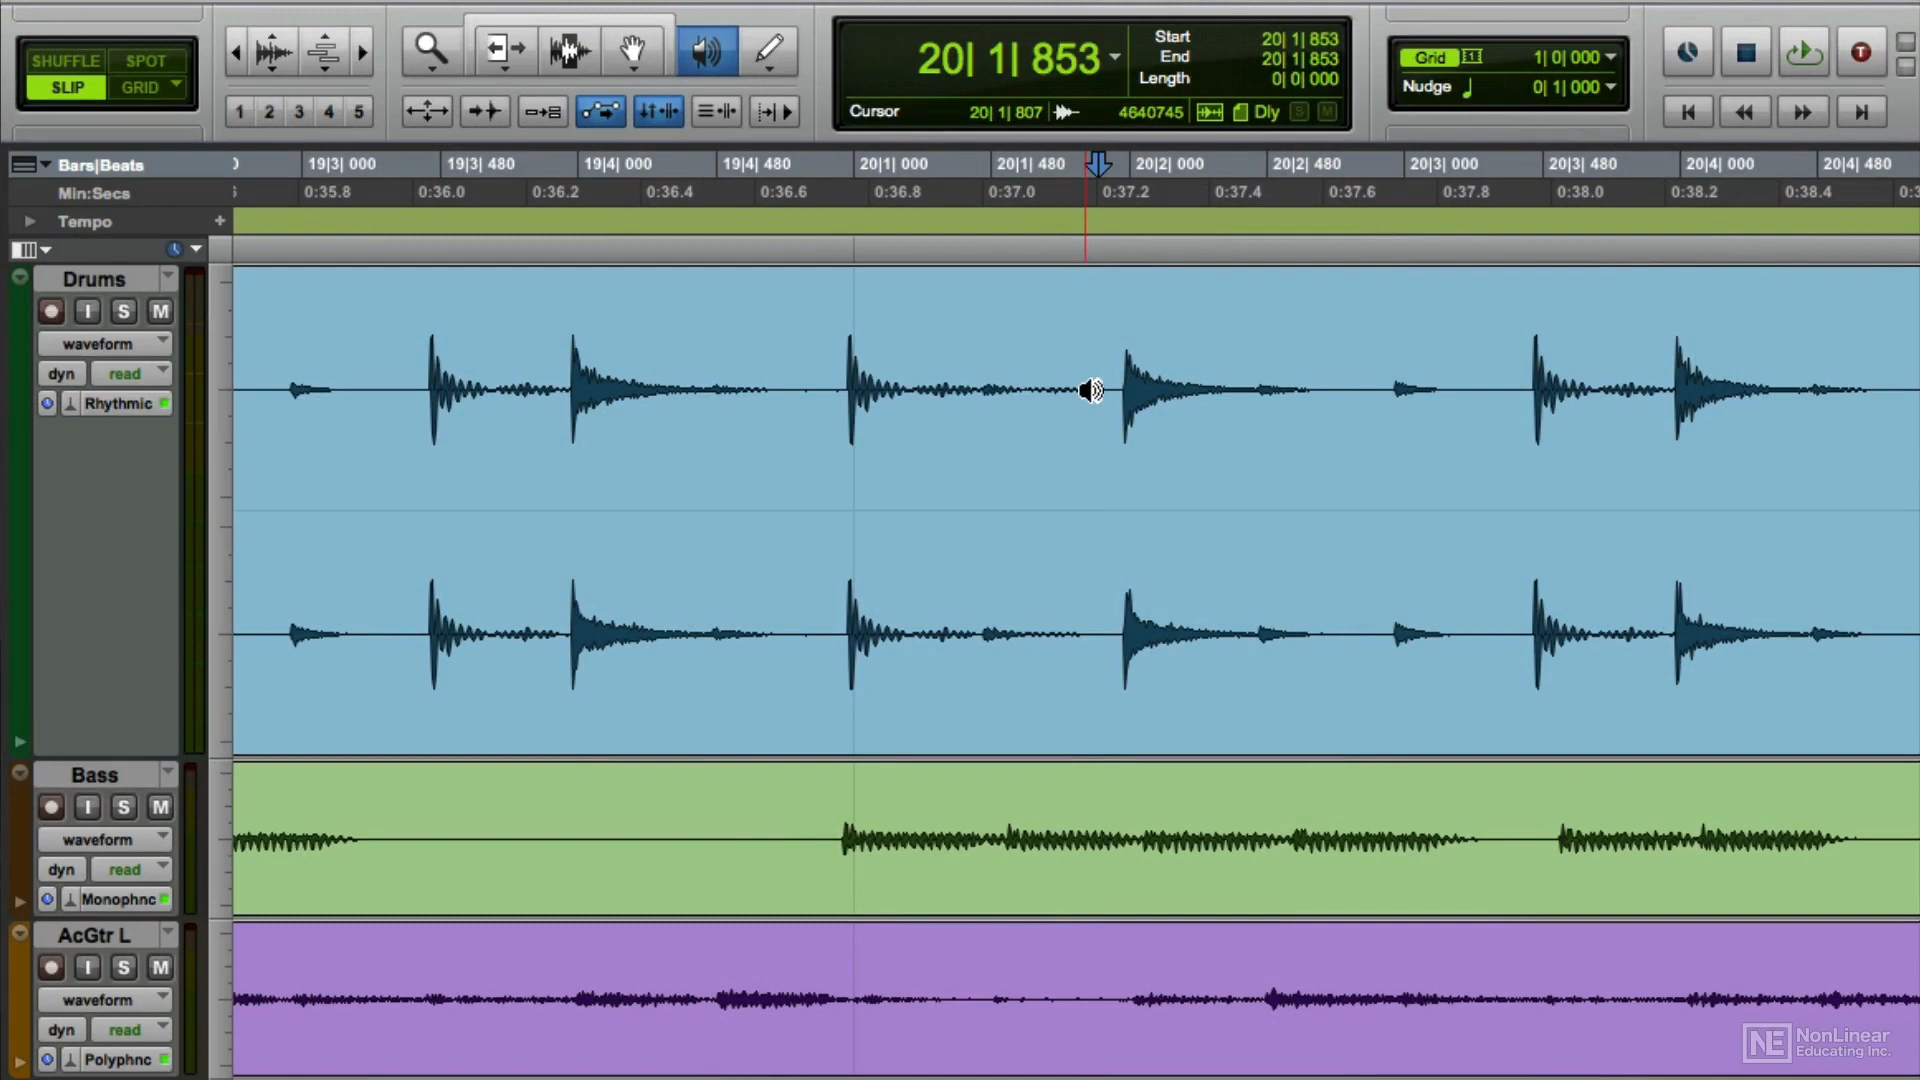 SHUFFLE SPOT
SLIP GRID
1 2 3 4 5
20| 1| 853
Start 20| 1| 853
End 20| 1| 853
Length 0| 0| 000
Cursor 20| 1| 807 4640745 Dly S M
Grid 1| 0| 000
Nudge 0| 1| 000
T
Bars|Beats 0 19|3| 000 19|3| 480 19|4| 000 19|4| 480 20|1| 000 20|1| 480 20|2| 000 20|2| 480 20|3| 000 20|3| 480 20|4| 000 20|4| 480
Min:Secs 0:35.8 0:36.0 0:36.2 0:36.4 0:36.6 0:36.8 0:37.0 0:37.2 0:37.4 0:37.6 0:37.8 0:38.0 0:38.2 0:38.4 0:3
Tempo +
Drums
I S M
waveform
dyn read
Rhythmic
Bass
I S M
waveform
dyn read
Monophnc
AcGtr L
I S M
waveform
dyn read
Polyphnc
NE NonLinear
Educating Inc.